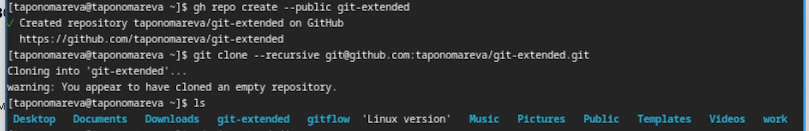 [taponomareva@taponomareva ~]$ gh repo create --public git-extended
✓ Created repository taponomareva/git-extended on GitHub
https://github.com/taponomareva/git-extended
[taponomareva@taponomareva ~]$ git clone --recursive git@github.com:taponomareva/git-extended.git
Cloning into 'git-extended'...
warning: You appear to have cloned an empty repository.
[taponomareva@taponomareva ~]$ ls
Desktop Documents Downloads git-extended gitflow 'Linux version' Music Pictures Public Templates Videos work